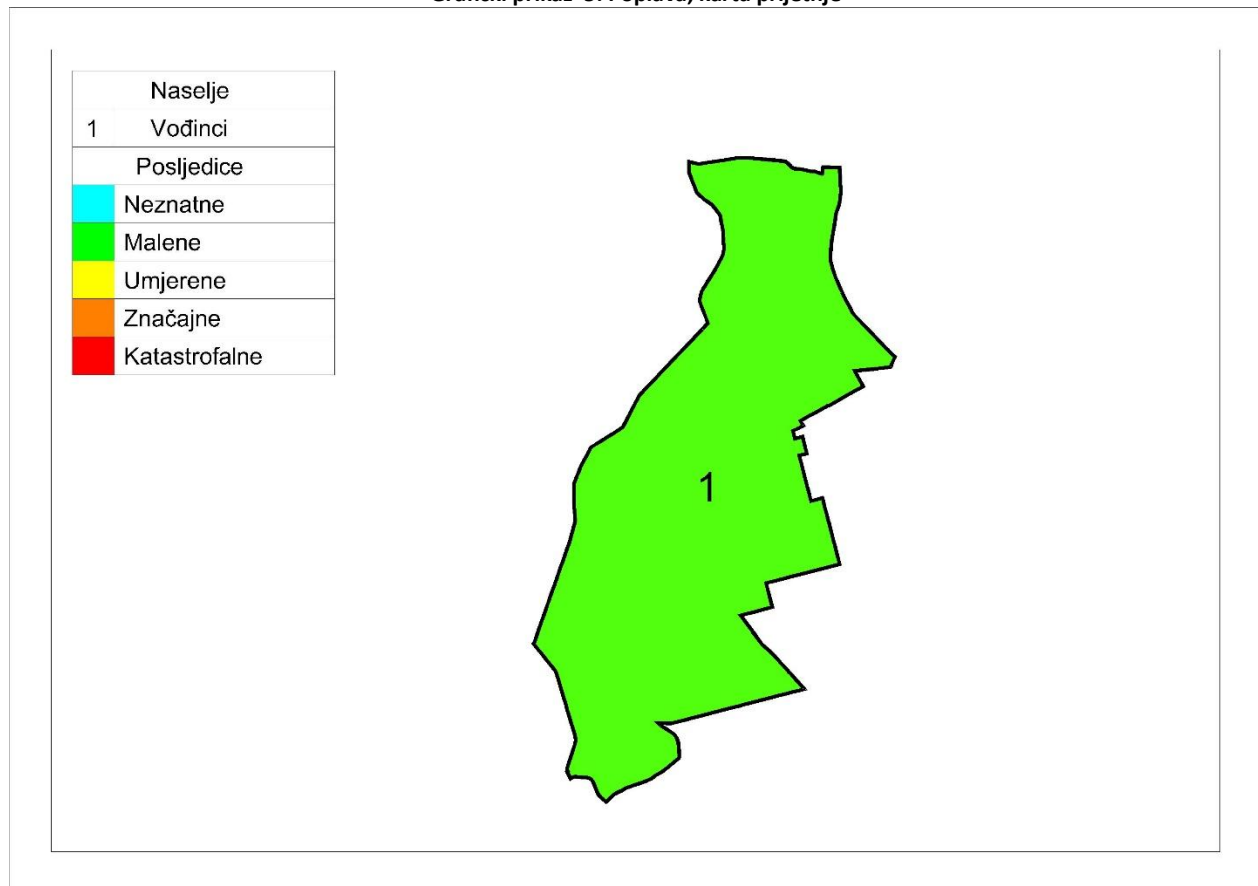 Naselje
1 Vođinci
Posljedice
Neznatne
Malene
Umjerene
Značajne
Katastrofalne
1